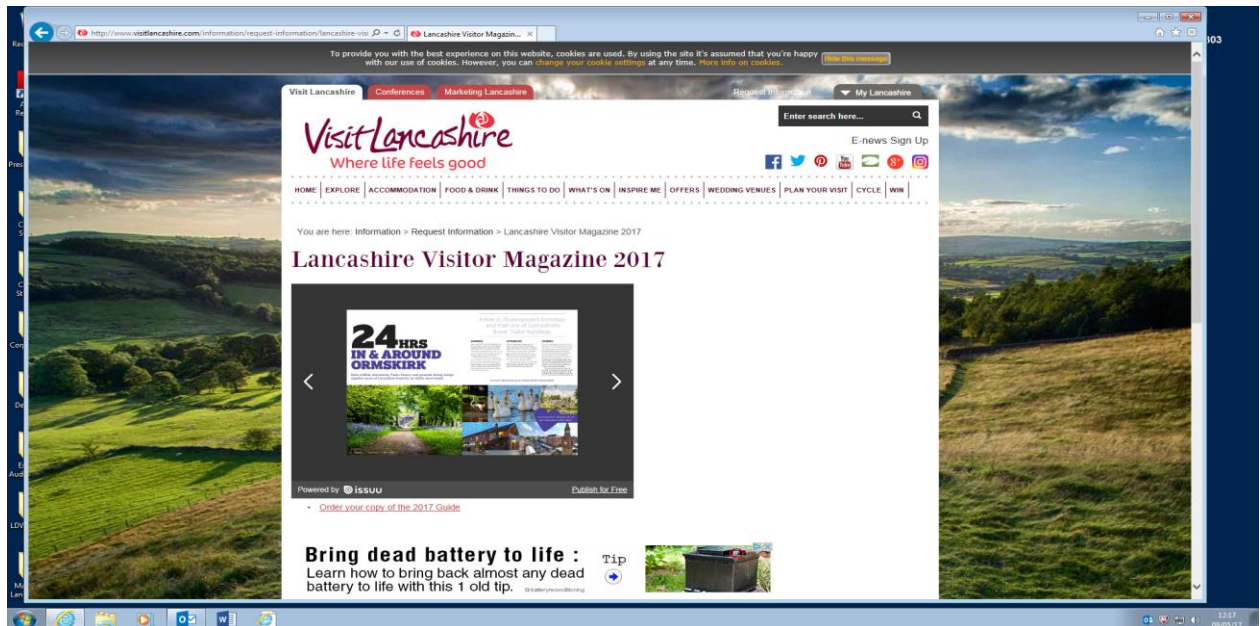 http://www.visitlancashire.com/information/request-information/lancashire-visi
Lancashire Visitor Magazin...
To provide you with the best experience on this website, cookies are used. By using the site it's assumed that you're happy
with our use of cookies. However, you can change your cookie settings at any time. More info on cookies.
Hide this message
Visit Lancashire
Conferences
Marketing Lancashire
Request Information
My Lancashire
Visit Lancashire
Where life feels good
Enter search here...
E-news Sign Up
HOME EXPLORE ACCOMMODATION FOOD & DRINK THINGS TO DO WHAT'S ON INSPIRE ME OFFERS WEDDING VENUES PLAN YOUR VISIT CYCLE WIN
You are here: Information > Request Information > Lancashire Visitor Magazine 2017
Lancashire Visitor Magazine 2017
24HRS
IN & AROUND
ORMSKIRK
Powered by issuu
Publish for Free
Order your copy of the 2017 Guide
Bring dead battery to life :
Learn how to bring back almost any dead
battery to life with this 1 old tip.
Tip
12:17